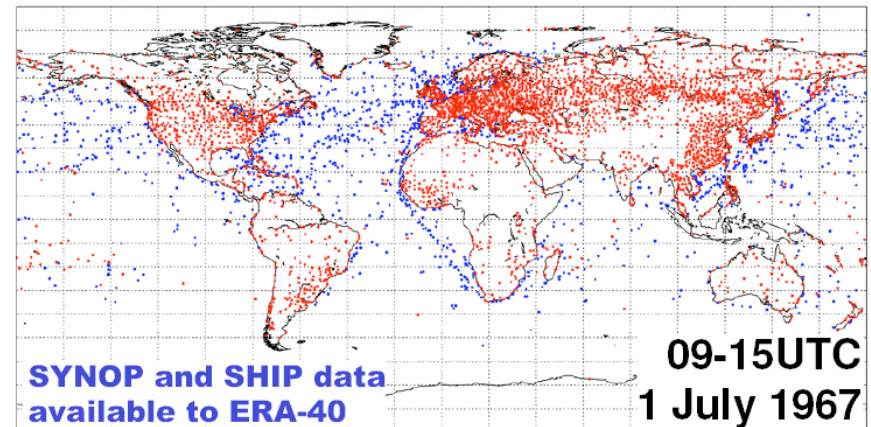 SYNOP and SHIP data
available to ERA-40
09-15UTC
1 July 1967